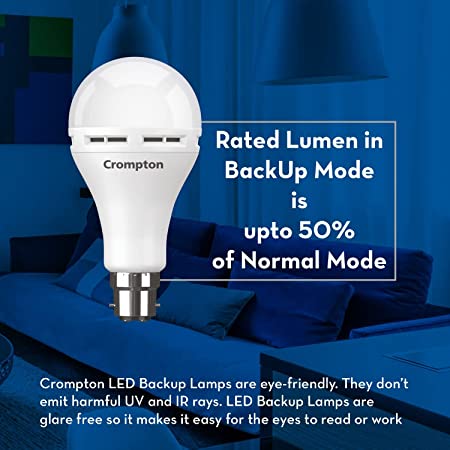 Crompton
Rated Lumen in
BackUp Mode
is
upto 50%
of Normal Mode
Crompton LED Backup Lamps are eye-friendly. They don't
emit harmful UV and IR rays. LED Backup Lamps are
glare free so it makes it easy for the eyes to read or work